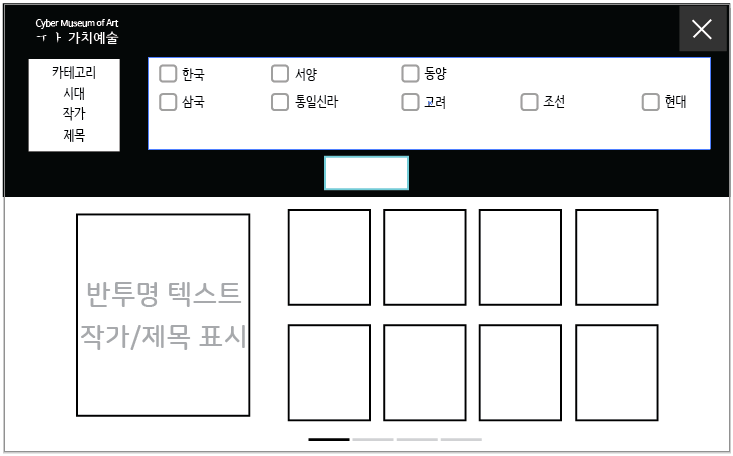 Cyber Museum of Art
가치예술
카테고리
시대
작가
제목
한국 서양 동양
삼국 통일신라 고려 조선 현대
반투명 텍스트
작가/제목 표시